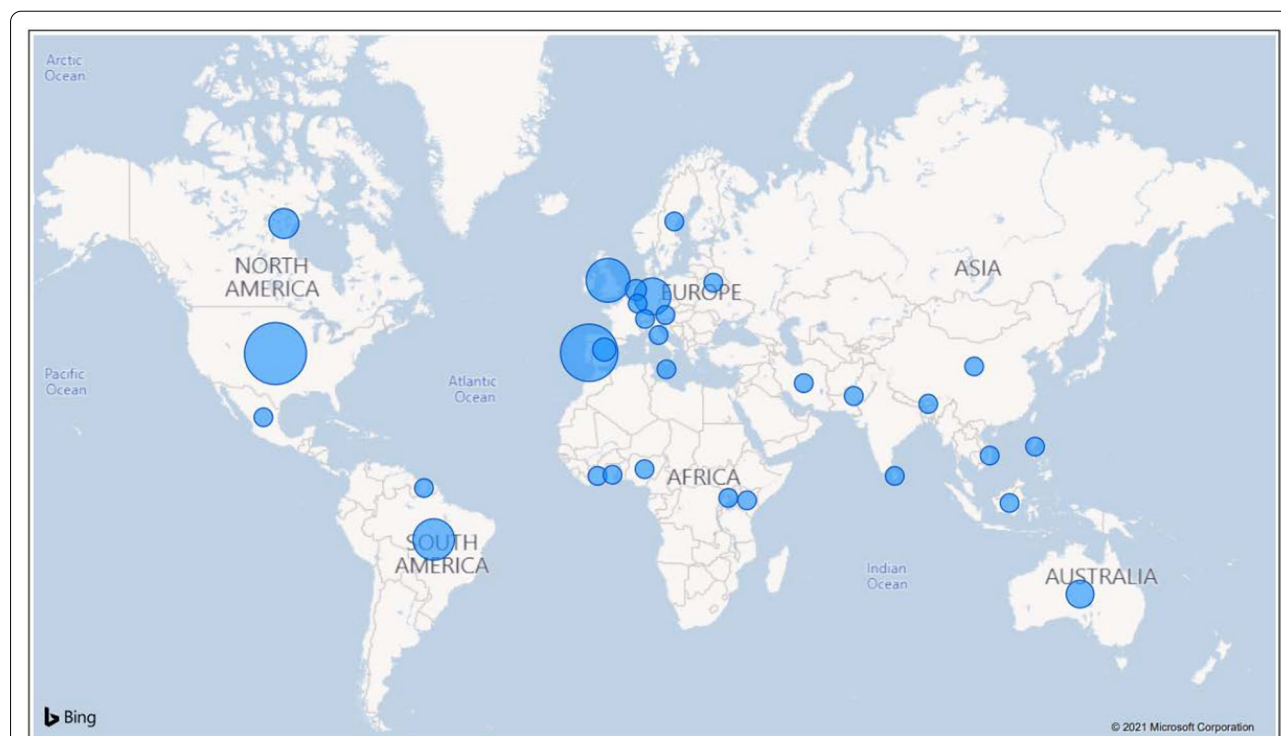 Arctic
Ocean
NORTH
AMERICA
ASIA
EUROPE
Pacific
Ocean
Atlantic
Ocean
AFRICA
SOUTH
AMERICA
Indian
Ocean
AUSTRALIA
Bing
© 2021 Microsoft Corporation